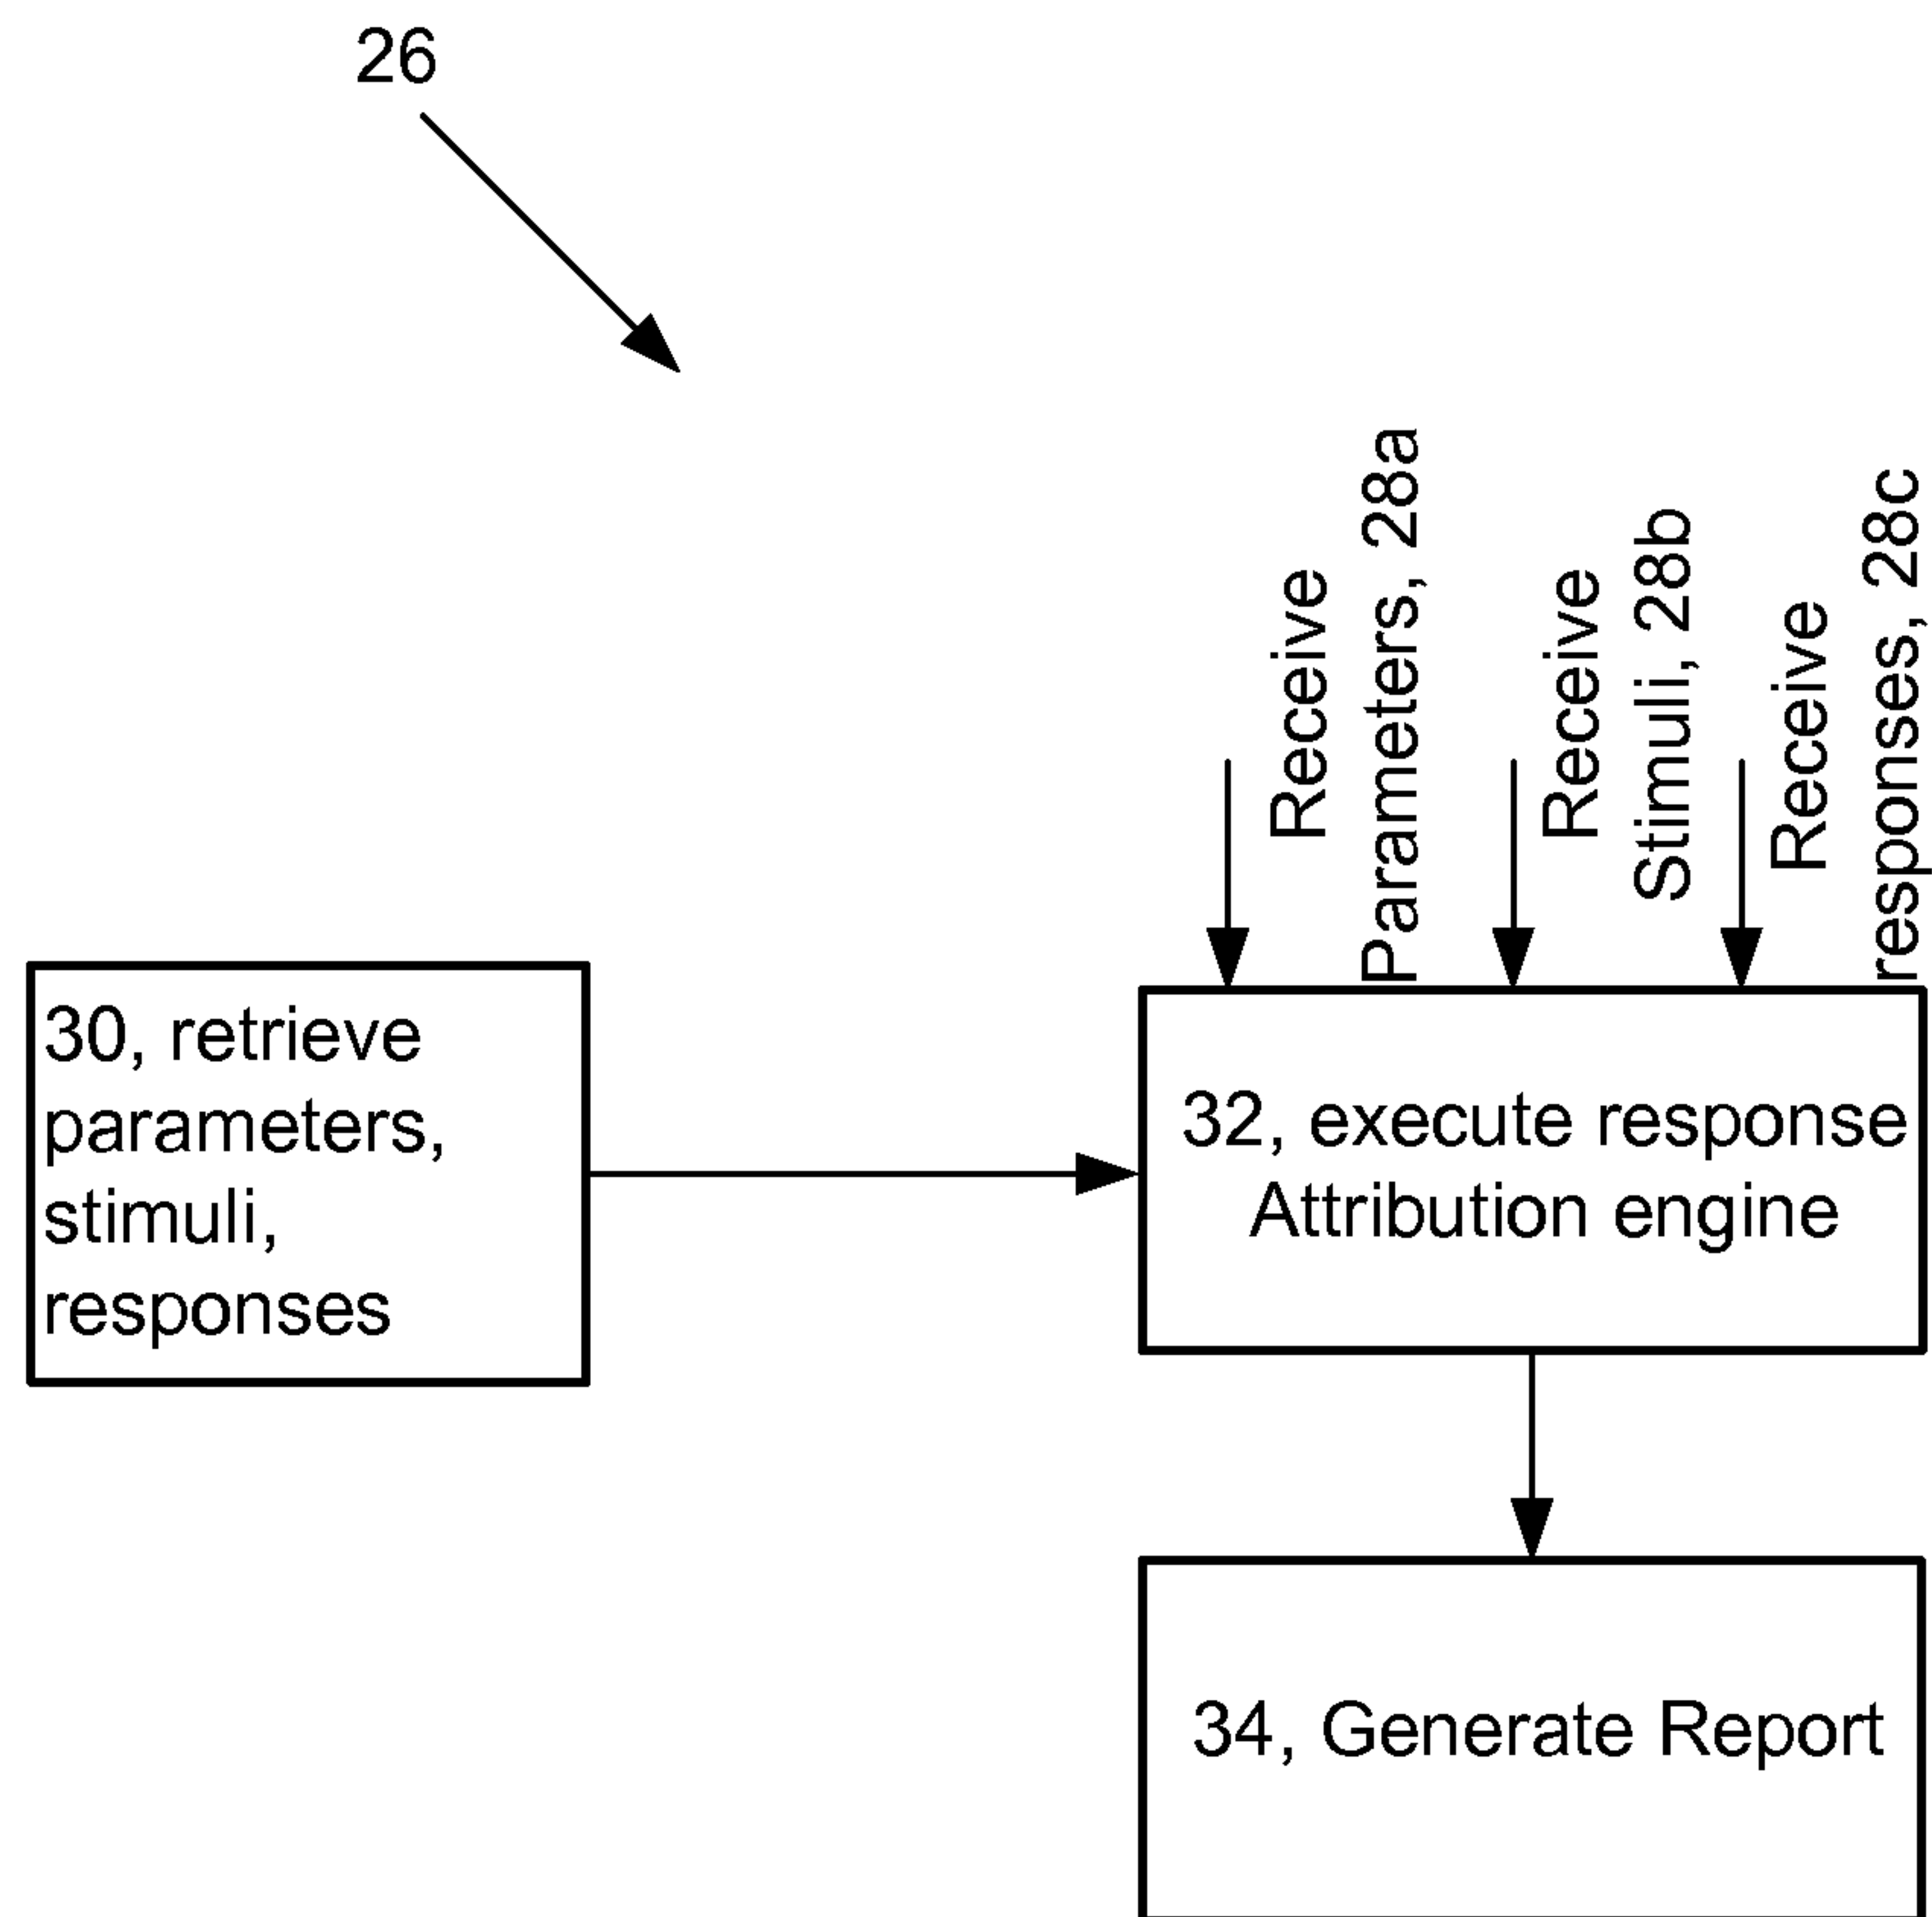 26
Receive
Parameters, 28a
Receive
Stimuli, 28b
Receive
responses, 28c
30, retrieve
parameters,
stimuli,
responses
32, execute response
Attribution engine
34, Generate Report